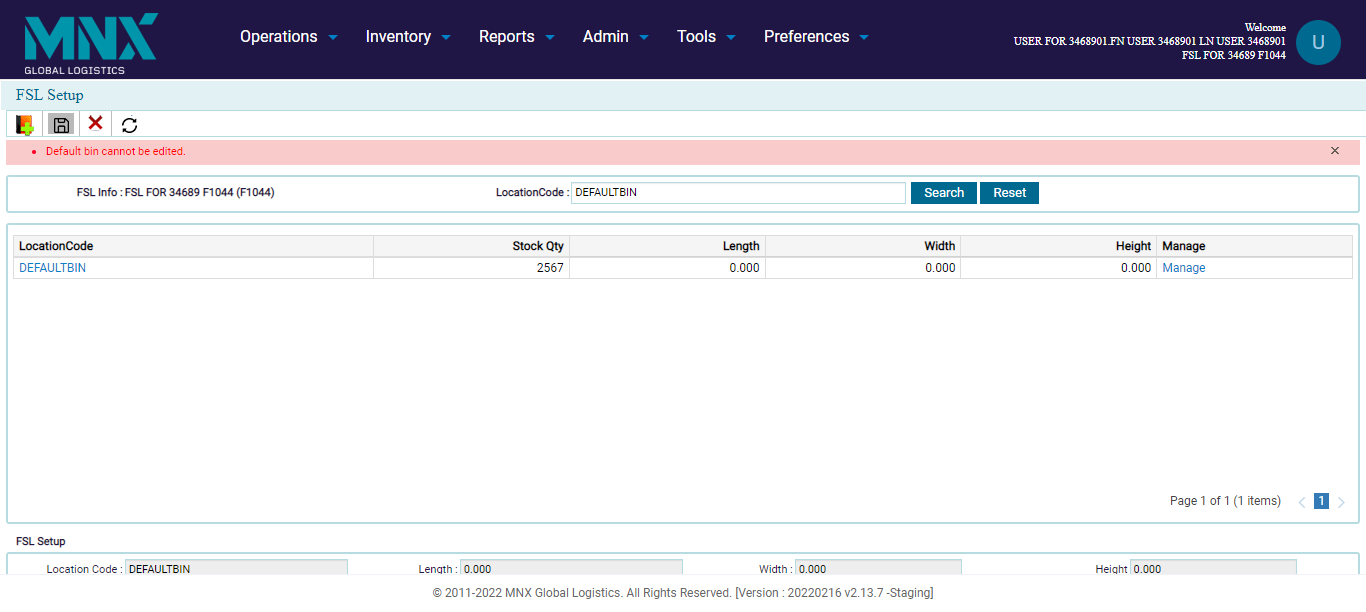 MNX
GLOBAL LOGISTICS
Operations Inventory Reports Admin Tools Preferences
Welcome
USER FOR 3468901.FN USER 3468901 LN USER 3468901
FSL FOR 34689 F1044
U
FSL Setup
Default bin cannot be edited.
FSL Info : FSL FOR 34689 F1044 (F1044) LocationCode : DEFAULTBIN Search Reset
LocationCode Stock Qty Length Width Height Manage
DEFAULTBIN 2567 0.000 0.000 0.000 Manage
Page 1 of 1 (1 items) 1
FSL Setup
Location Code : DEFAULTBIN Length : 0.000 Width : 0.000 Height 0.000
© 2011-2022 MNX Global Logistics. All Rights Reserved. [Version : 20220216 v2.13.7 -Staging]